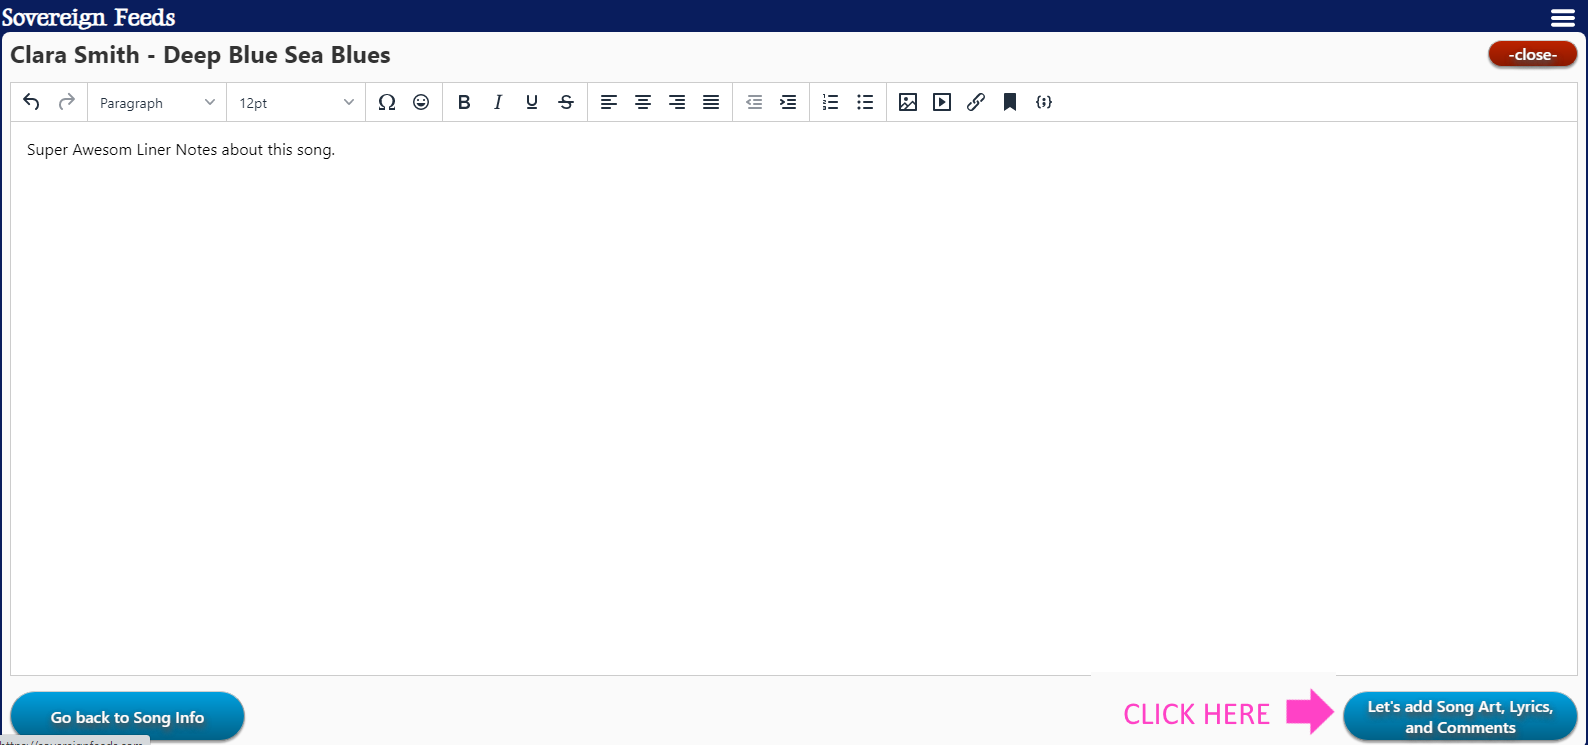 Sovereign Feeds
Clara Smith - Deep Blue Sea Blues
-close-
Paragraph
12pt
Super Awesom Liner Notes about this song.
Go back to Song Info
CLICK HERE
Let's add Song Art, Lyrics,
and Comments